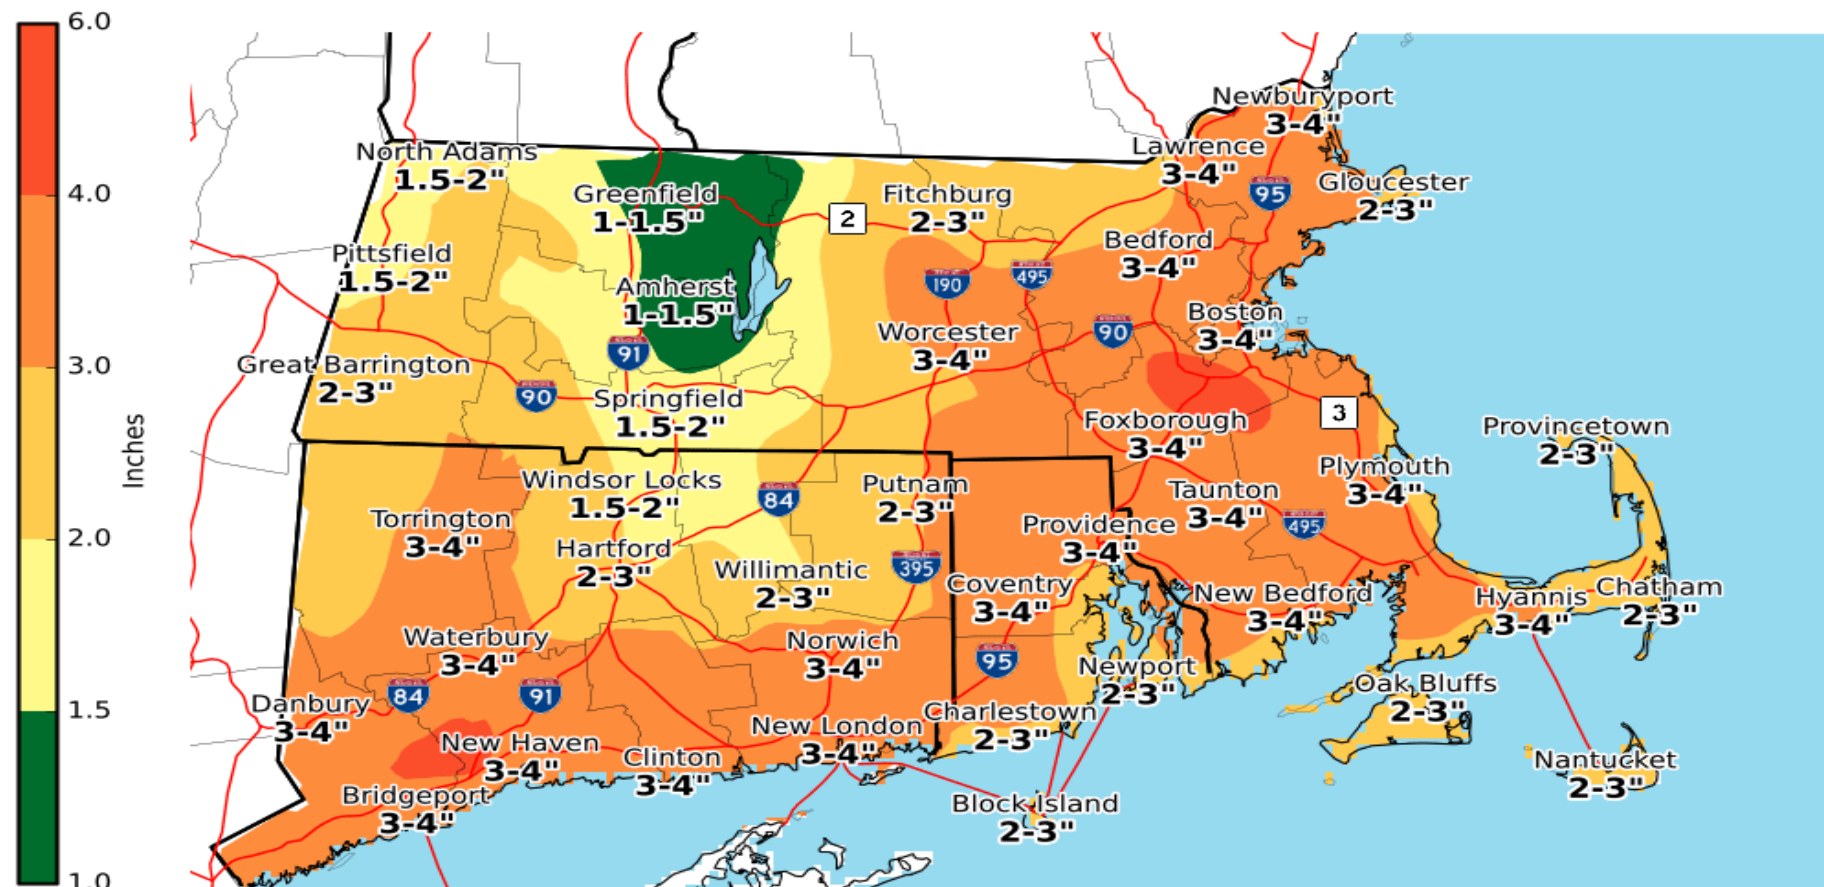 6.0
4.0
3.0
2.0
1.5
1.0
Inches
Newburyport
3-4"
North Adams
1.5-2"
Lawrence
3-4"
Greenfield
1-1.5"
Fitchburg
2-3"
95
Gloucester
2-3"
2
Pittsfield
1.5-2"
Bedford
3-4"
190
495
Amherst
1-1.5"
Boston
3-4"
Worcester
3-4"
90
91
Great Barrington
2-3"
90
Springfield
1.5-2"
3
Foxborough
3-4"
Provincetown
2-3"
Windsor Locks
1.5-2"
84
Putnam
2-3"
Plymouth
3-4"
Taunton
3-4"
495
Torrington
3-4"
Providence
3-4"
Hartford
2-3"
395
Willimantic
2-3"
Coventry
3-4"
New Bedford
3-4"
Hyannis
3-4"
Chatham
2-3"
Waterbury
3-4"
Norwich
3-4"
95
Newport
2-3"
84
91
Oak Bluffs
2-3"
Danbury
3-4"
New Haven
3-4"
Clinton
3-4"
New London
3-4"
Charlestown
2-3"
Nantucket
2-3"
Bridgeport
3-4"
Block Island
2-3"